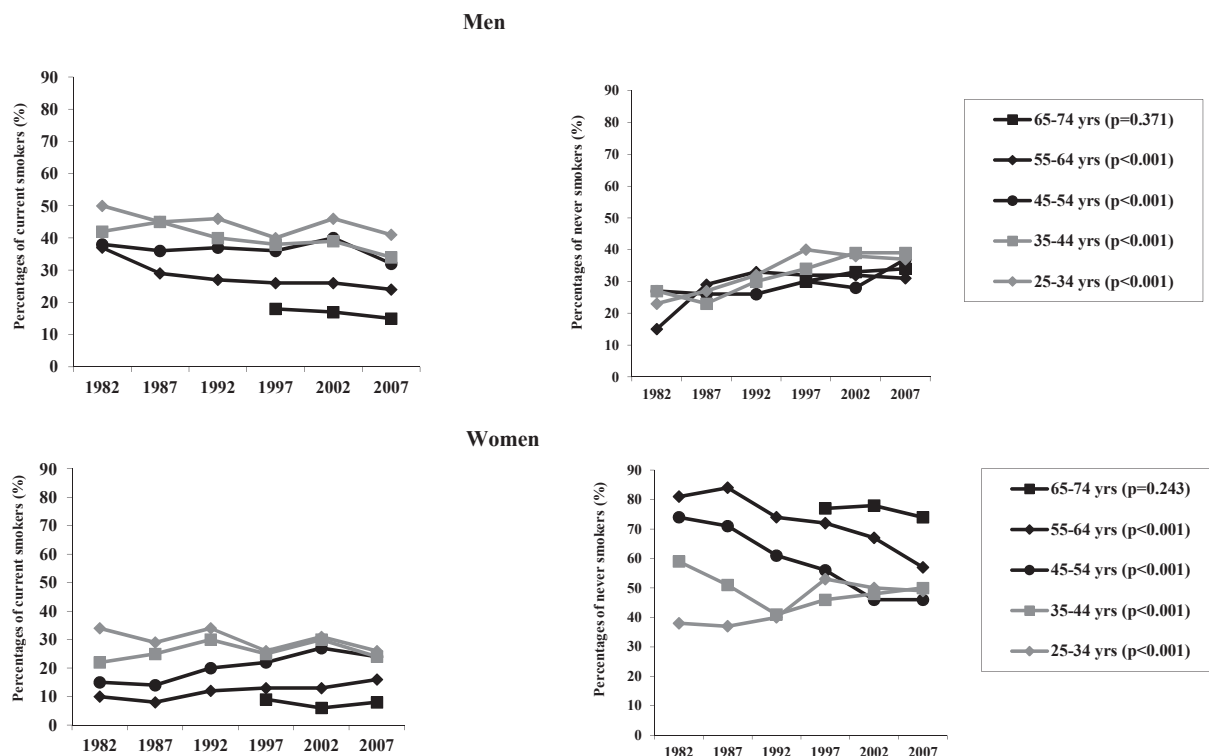 Men
Percentages of current smokers (%)
90
80
70
60
50
40
30
20
10
0
1982 1987 1992 1997 2002 2007
Percentages of never smokers (%)
90
80
70
60
50
40
30
20
10
0
1982 1987 1992 1997 2002 2007
65-74 yrs (p=0.371)
55-64 yrs (p<0.001)
45-54 yrs (p<0.001)
35-44 yrs (p<0.001)
25-34 yrs (p<0.001)
Women
Percentages of current smokers (%)
90
80
70
60
50
40
30
20
10
0
1982 1987 1992 1997 2002 2007
Percentages of never smokers (%)
90
80
70
60
50
40
30
20
10
0
1982 1987 1992 1997 2002 2007
65-74 yrs (p=0.243)
55-64 yrs (p<0.001)
45-54 yrs (p<0.001)
35-44 yrs (p<0.001)
25-34 yrs (p<0.001)